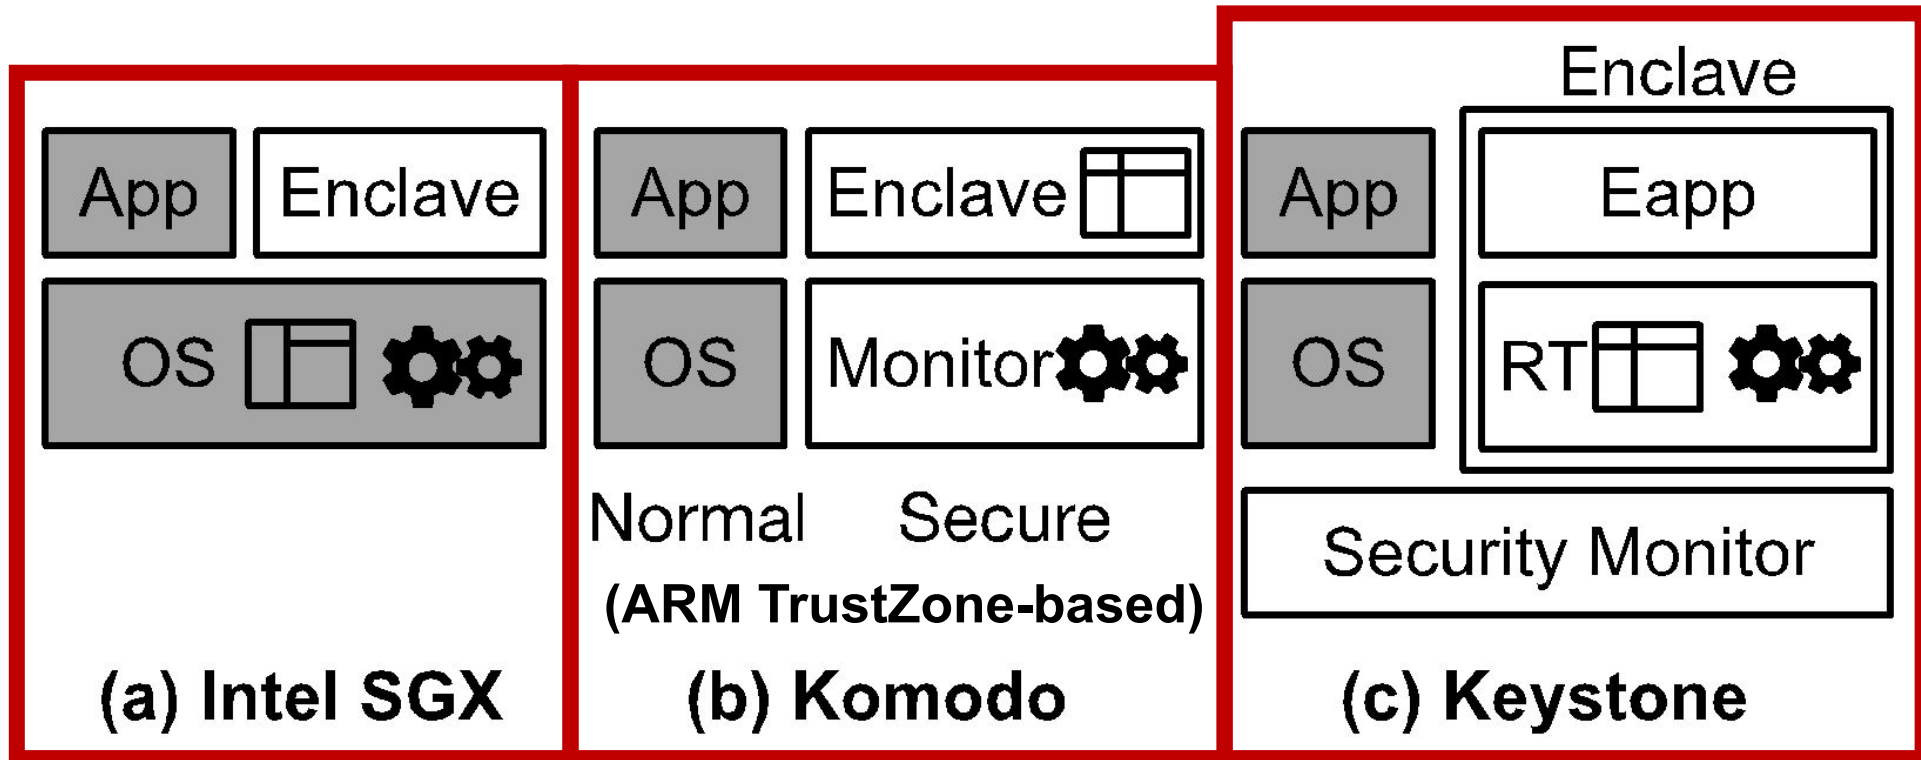 App
Enclave
OS
(a) Intel SGX
App
Enclave
OS
Monitor
Normal
Secure
(ARM TrustZone-based)
(b) Komodo
Enclave
App
Eapp
OS
RT
Security Monitor
(c) Keystone